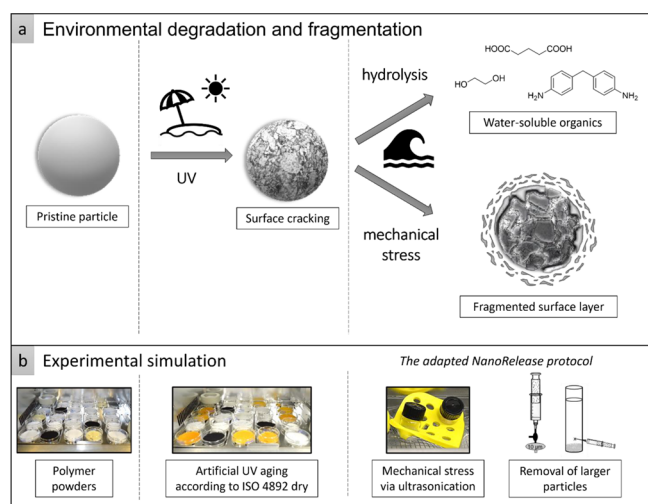 a Environmental degradation and fragmentation
Pristine particle
UV
Surface cracking
hydrolysis
HOOC COOH
HO OH
H₂N NH₂
Water-soluble organics
mechanical
stress
Fragmented surface layer
b Experimental simulation
The adapted NanoRelease protocol
Polymer
powders
Artificial UV aging
according to ISO 4892 dry
Mechanical stress
via ultrasonication
Removal of larger
particles